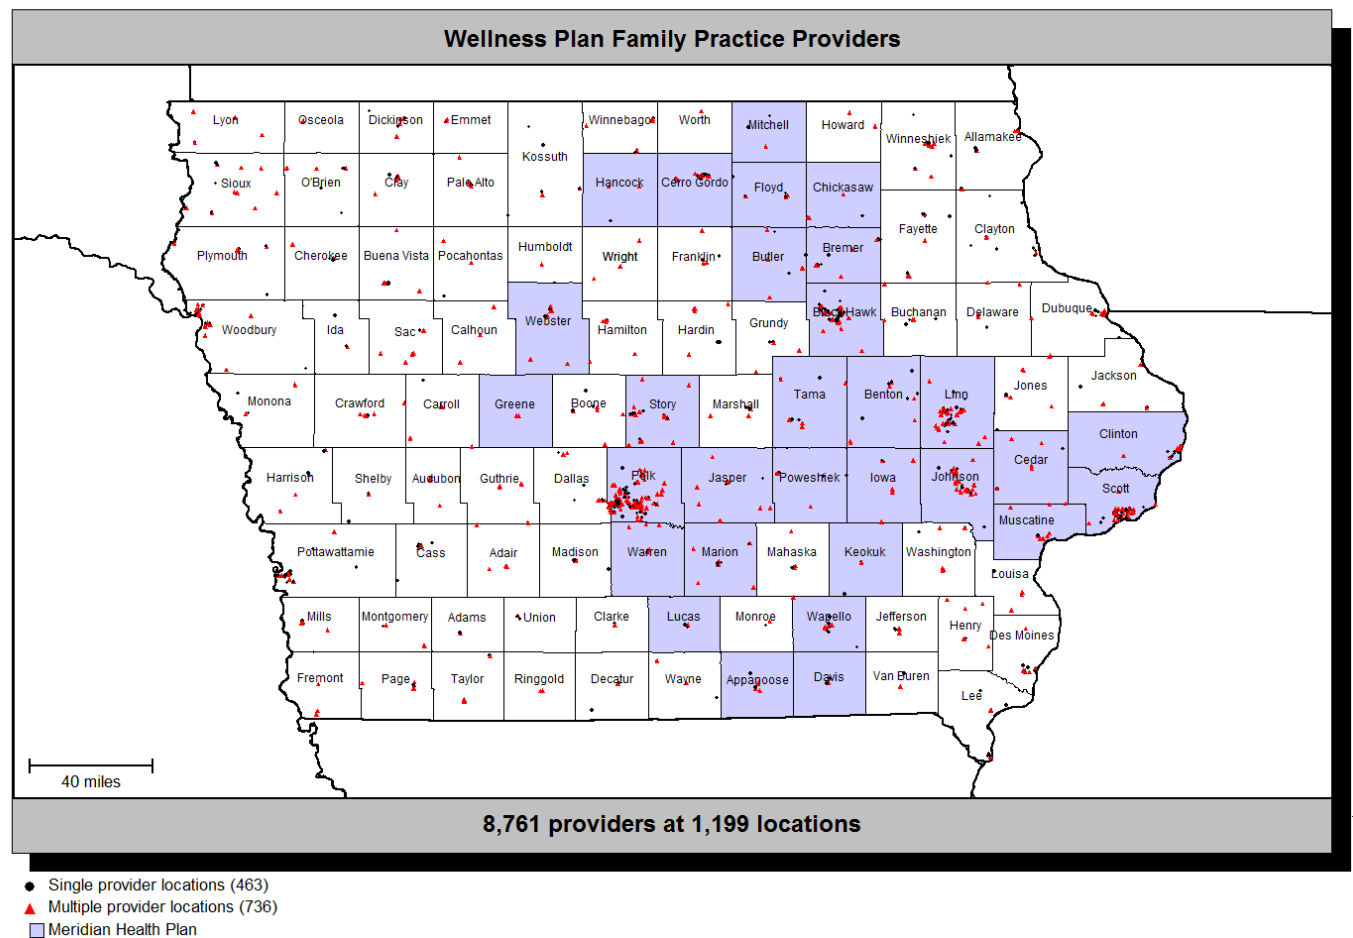 Wellness Plan Family Practice Providers
Lyon Osceola Dickinson Emmet Winnebago Worth Mitchell Howard Winneshiek Allamakee
Kossuth
Sioux O'Brien Clay Palo Alto Hancock Cerro Gordo Floyd Chickasaw
Fayette Clayton
Plymouth Cherokee Buena Vista Pocahontas Humboldt Wright Franklin Butler Bremer
Woodbury Ida Sac Calhoun Webster Hamilton Hardin Grundy Black Hawk Buchanan Delaware Dubuque
Monona Crawford Carroll Greene Boone Story Marshall Tama Benton Linn Jones Jackson
Clinton
Harrison Shelby Audubon Guthrie Dallas Polk Jasper Poweshiek Iowa Johnson Cedar
Scott
Muscatine
Pottawattamie Cass Adair Madison Warren Marion Mahaska Keokuk Washington
Louisa
Mills Montgomery Adams Union Clarke Lucas Monroe Wapello Jefferson Henry Des Moines
Fremont Page Taylor Ringgold Decatur Wayne Appanoose Davis Van Buren
Lee
40 miles
8,761 providers at 1,199 locations
Single provider locations (463)
Multiple provider locations (736)
Meridian Health Plan